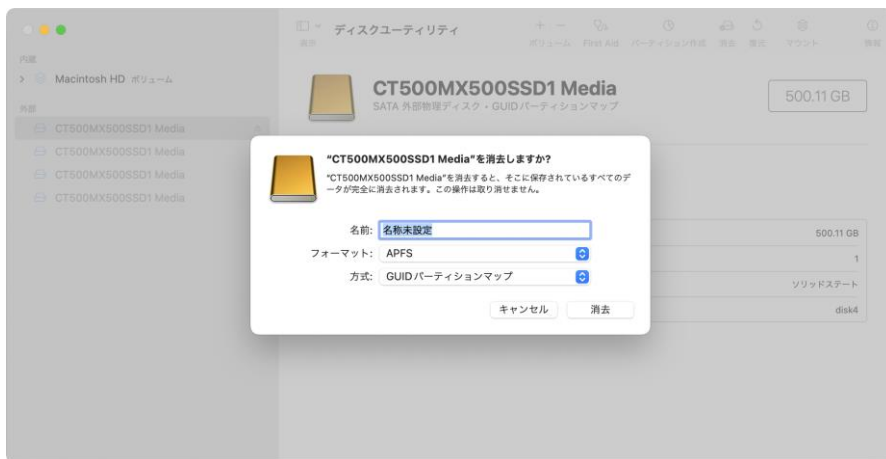 ディスクユーティリティ
表示
ボリューム
First Aid
パーティション作成
消去
復元
マウント
情報
内蔵
Macintosh HD ボリューム
外部
CT500MX500SSD1 Media
CT500MX500SSD1 Media
CT500MX500SSD1 Media
CT500MX500SSD1 Media
CT500MX500SSD1 Media
SATA 外部物理ディスク・GUIDパーティションマップ
500.11 GB
"CT500MX500SSD1 Media"を消去しますか?
"CT500MX500SSD1 Media"を消去すると、そこに保存されているすべてのデ
ータが完全に消去されます。この操作は取り消せません。
名前: 名称未設定
フォーマット: APFS
方式: GUIDパーティションマップ
キャンセル
消去
500.11 GB
1
ソリッドステート
disk4